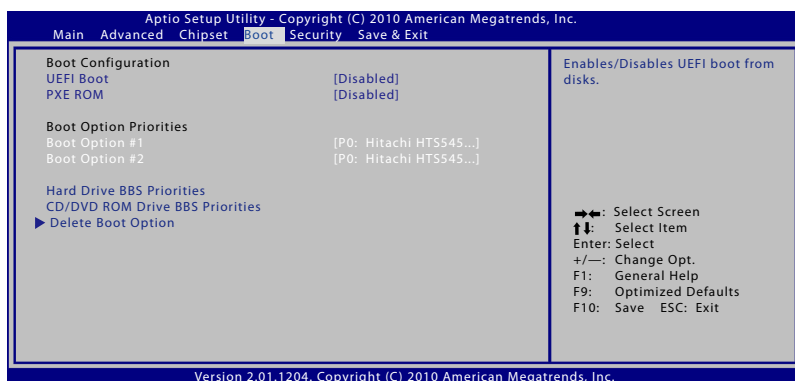 Aptio Setup Utility - Copyright (C) 2010 American Megatrends, Inc.
Main Advanced Chipset Boot Security Save & Exit
Boot Configuration
UEFI Boot [Disabled]
PXE ROM [Disabled]
Boot Option Priorities
Boot Option #1 [P0: Hitachi HTS545...]
Boot Option #2 [P0: Hitachi HTS545...]
Hard Drive BBS Priorities
CD/DVD ROM Drive BBS Priorities
Delete Boot Option
Enables/Disables UEFI boot from
disks.
→←: Select Screen
↑↓: Select Item
Enter: Select
+/—: Change Opt.
F1: General Help
F9: Optimized Defaults
F10: Save ESC: Exit
Version 2.01.1204. Copyright (C) 2010 American Megatrends, Inc.